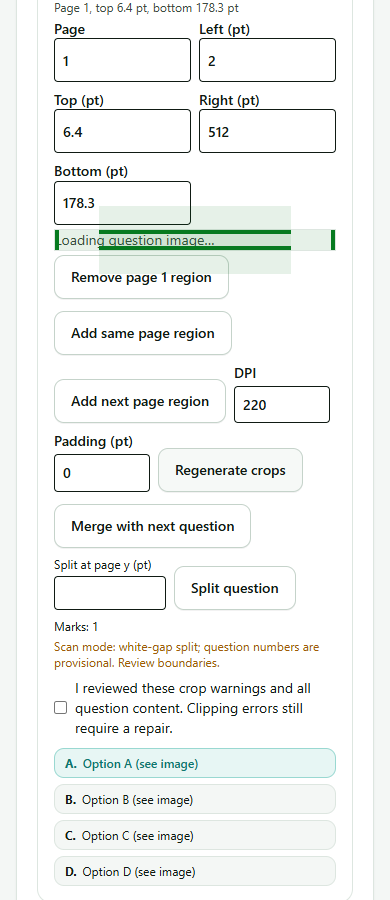 Page 1, top 6.4 pt, bottom 178.3 pt
Page
Left (pt)
1
2
Top (pt)
Right (pt)
6.4
512
Bottom (pt)
178.3
Loading question image...
Remove page 1 region
Add same page region
Add next page region
DPI
220
Padding (pt)
0
Regenerate crops
Merge with next question
Split at page y (pt)
Split question
Marks: 1
Scan mode: white-gap split; question numbers are
provisional. Review boundaries.
I reviewed these crop warnings and all
question content. Clipping errors still
require a repair.
A. Option A (see image)
B. Option B (see image)
C. Option C (see image)
D. Option D (see image)